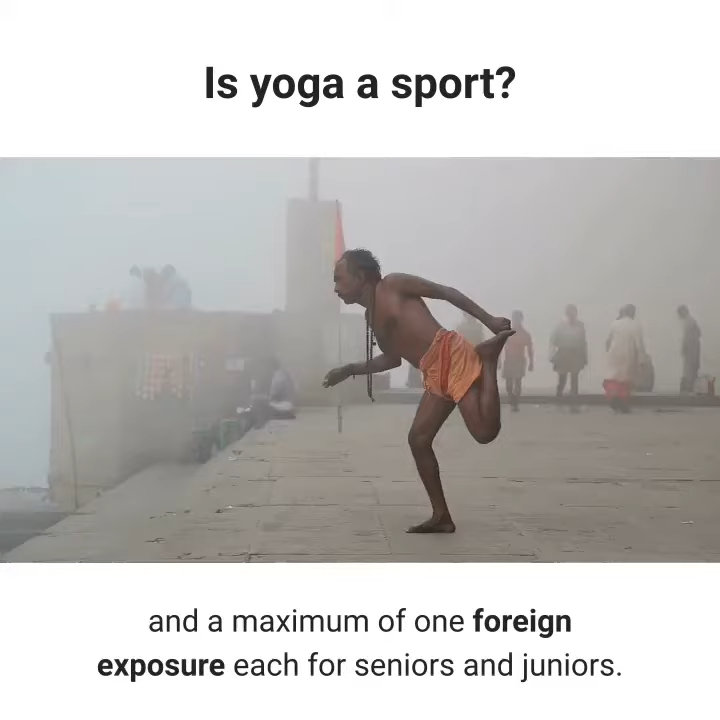 Is yoga a sport?
and a maximum of one foreign
exposure each for seniors and juniors.